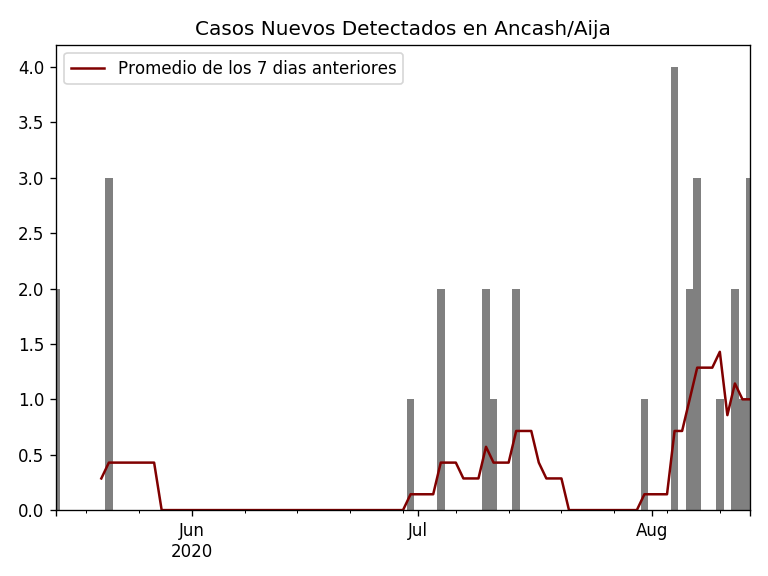 Casos Nuevos Detectados en Ancash/Aija
Promedio de los 7 dias anteriores
4.0
3.5
3.0
2.5
2.0
1.5
1.0
0.5
0.0
Jun
2020
Jul
Aug